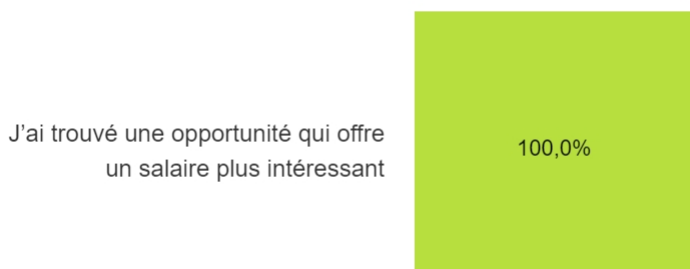 J’ai trouvé une opportunité qui offre
un salaire plus intéressant
100,0%